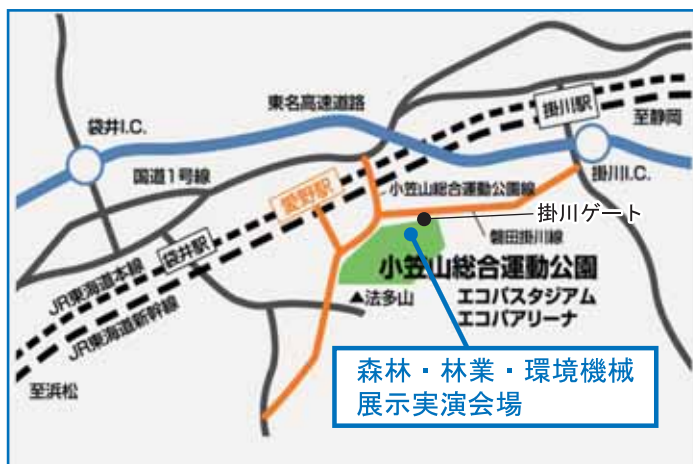 東名高速道路
掛川駅
至静岡
袋井I.C.
国道1号線
掛川I.C.
愛野駅
小笠山総合運動公園線
掛川ゲート
磐田掛川線
袋井駅
小笠山総合運動公園
JR東海道本線
▲法多山
エコパスタジアム
エコパアリーナ
JR東海道新幹線
至浜松
森林・林業・環境機械
展示実演会場